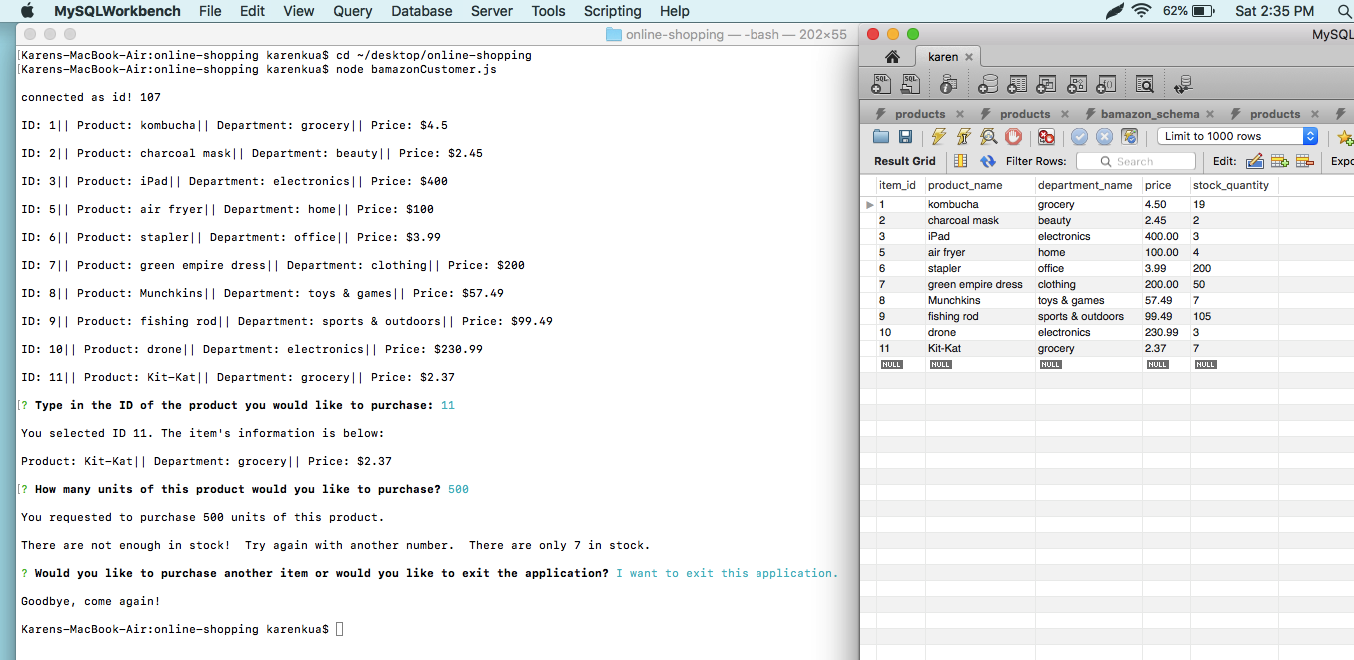 MySQLWorkbench File Edit View Query Database Server Tools Scripting Help 62% Sat 2:35 PM
online-shopping — -bash — 202×55
[Karens-MacBook-Air:online-shopping karenkua$ cd ~/desktop/online-shopping
[Karens-MacBook-Air:online-shopping karenkua$ node bamazonCustomer.js
connected as id! 107
ID: 1|| Product: kombucha|| Department: grocery|| Price: $4.5
ID: 2|| Product: charcoal mask|| Department: beauty|| Price: $2.45
ID: 3|| Product: iPad|| Department: electronics|| Price: $400
ID: 5|| Product: air fryer|| Department: home|| Price: $100
ID: 6|| Product: stapler|| Department: office|| Price: $3.99
ID: 7|| Product: green empire dress|| Department: clothing|| Price: $200
ID: 8|| Product: Munchkins|| Department: toys & games|| Price: $57.49
ID: 9|| Product: fishing rod|| Department: sports & outdoors|| Price: $99.49
ID: 10|| Product: drone|| Department: electronics|| Price: $230.99
ID: 11|| Product: Kit-Kat|| Department: grocery|| Price: $2.37
[? Type in the ID of the product you would like to purchase: 11
You selected ID 11. The item's information is below:
Product: Kit-Kat|| Department: grocery|| Price: $2.37
[? How many units of this product would you like to purchase? 500
You requested to purchase 500 units of this product.
There are not enough in stock!  Try again with another number.  There are only 7 in stock.
? Would you like to purchase another item or would you like to exit the application? I want to exit this application.
Goodbye, come again!
Karens-MacBook-Air:online-shopping karenkua$
MySQL
karen
SQL SQL
products products bamazon_schema products
Limit to 1000 rows
Result Grid Filter Rows: Search Edit: Expo
item_id product_name department_name price stock_quantity
1 kombucha grocery 4.50 19
2 charcoal mask beauty 2.45 2
3 iPad electronics 400.00 3
5 air fryer home 100.00 4
6 stapler office 3.99 200
7 green empire dress clothing 200.00 50
8 Munchkins toys & games 57.49 7
9 fishing rod sports & outdoors 99.49 105
10 drone electronics 230.99 3
11 Kit-Kat grocery 2.37 7
NULL NULL NULL NULL NULL